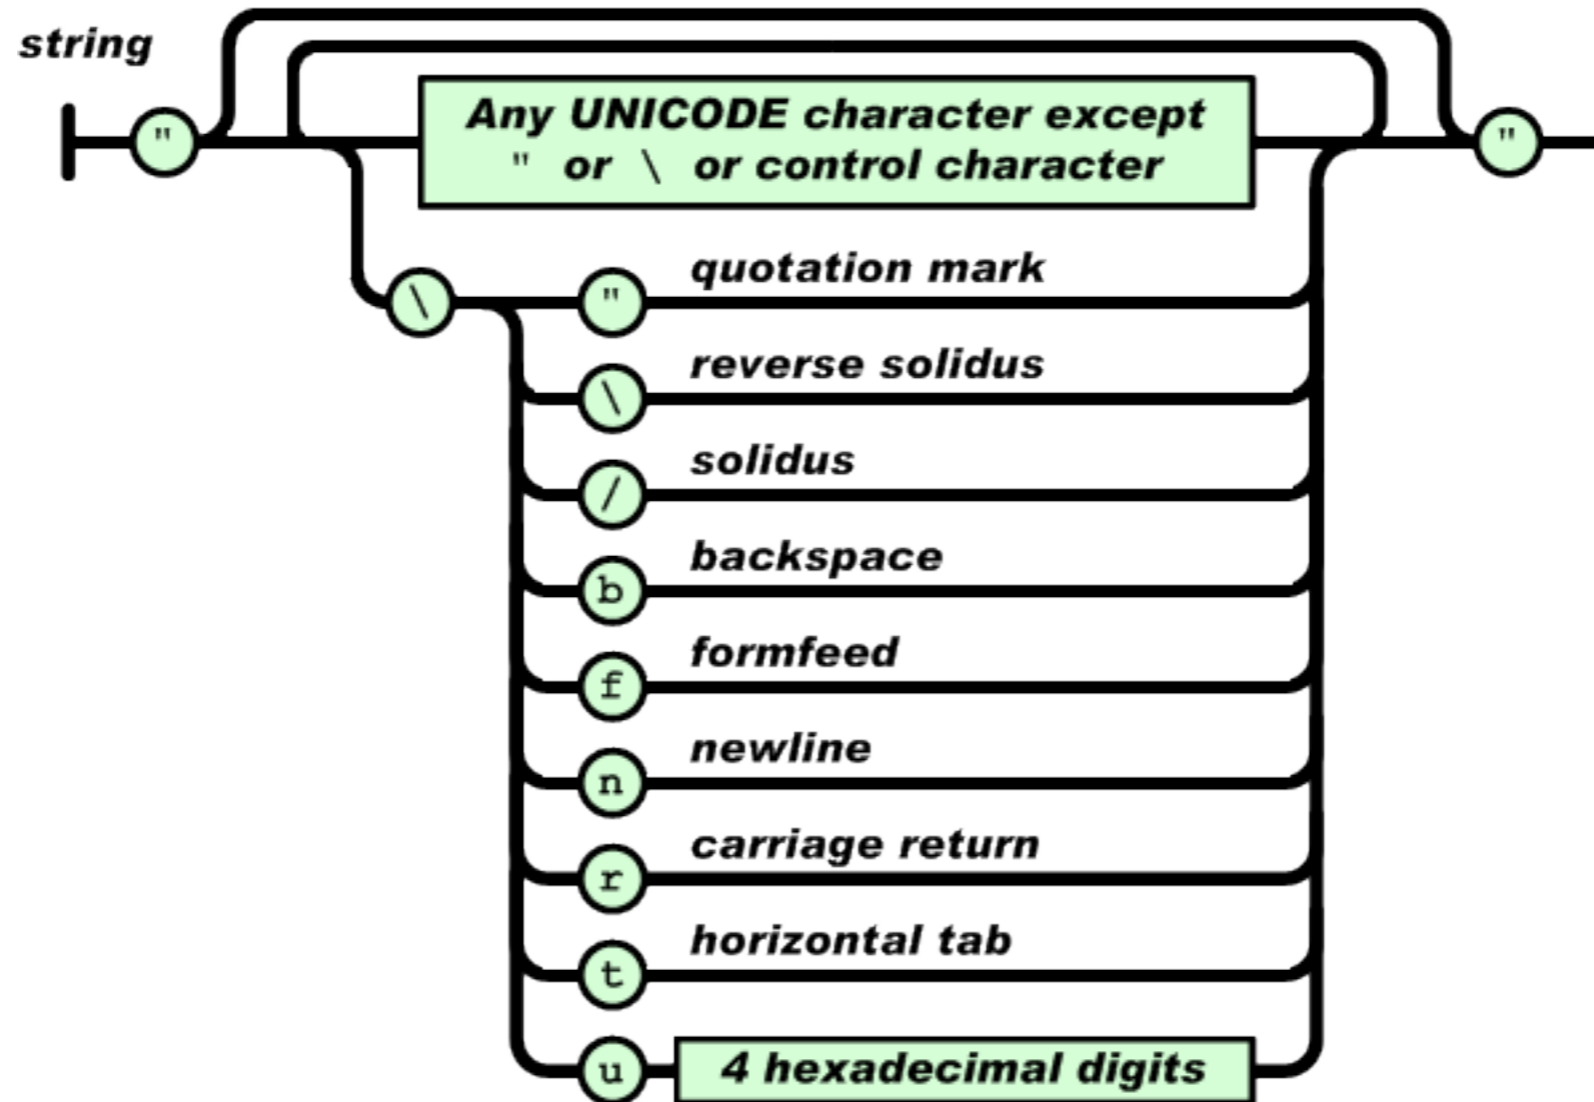 string
"
Any UNICODE character except
" or \ or control character
"
\
" quotation mark
\ reverse solidus
/ solidus
b backspace
f formfeed
n newline
r carriage return
t horizontal tab
u 4 hexadecimal digits